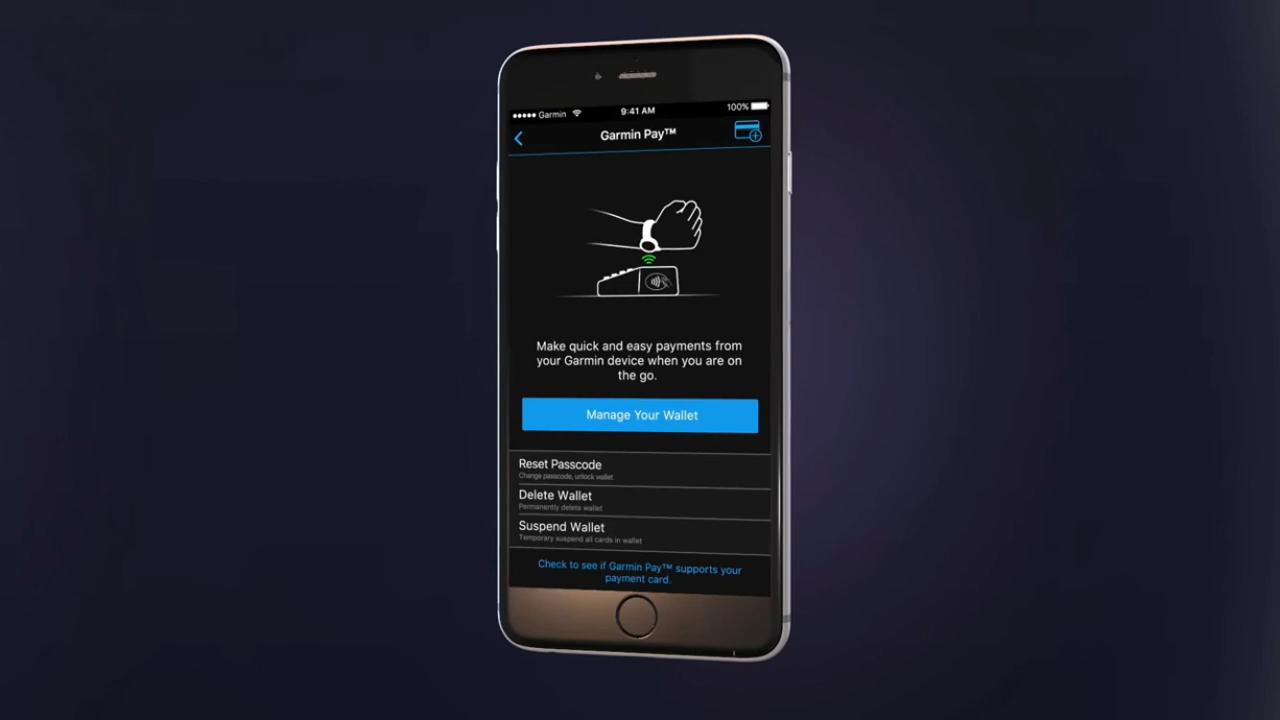 Garmin
9:41 AM
100%
Garmin Pay™
Make quick and easy payments from
your Garmin device when you are on
the go.
Manage Your Wallet
Reset Passcode
Change passcode, unlock wallet
Delete Wallet
Permanently delete wallet
Suspend Wallet
Temporary suspend all cards in wallet
Check to see if Garmin Pay™ supports your
payment card.